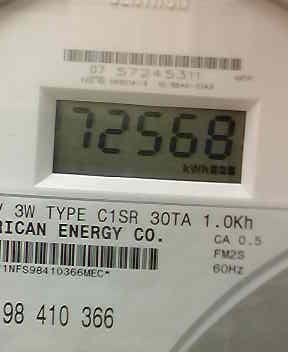 07 57245311
72568
kWh
V 3W TYPE C1SR 30TA 1.0Kh
RICAN ENERGY CO.
CA 0.5
FM2S
60Hz
1NFS98410366MEC*
98 410 366